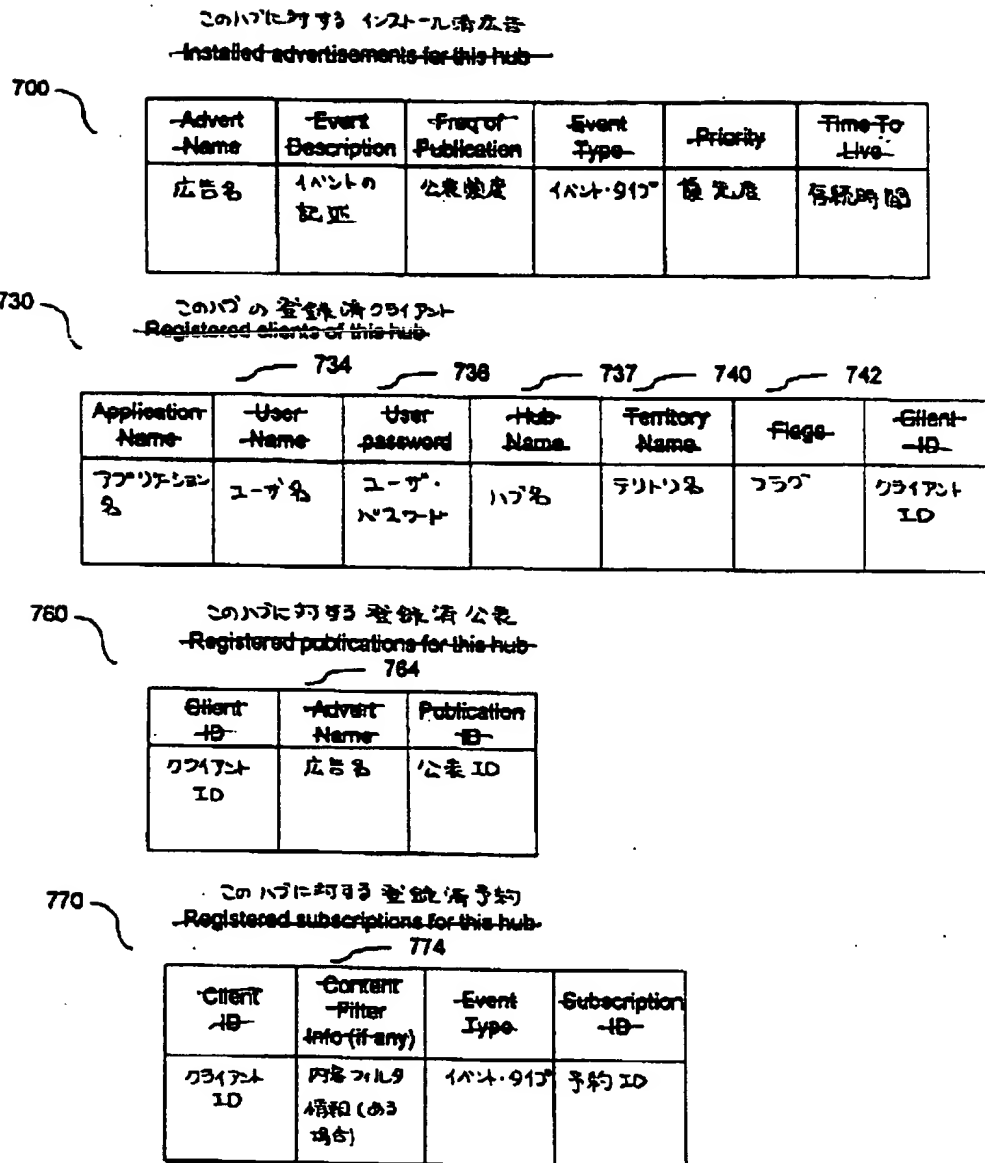 このハブに対する インストール済広告
Installed advertisements for this hub
700
Advert Name
Event Description
Freq of Publication
Event Type
Priority
Time To Live
広告名
イベントの記述
公表頻度
イベント・タイプ
優先度
存続時間
730
このハブの登録済クライアント
Registered clients of this hub
734
736
737
740
742
Application Name
User Name
User password
Hub Name
Territory Name
Flags
Client ID
アプリケーション名
ユーザ名
ユーザ・パスワード
ハブ名
テリトリ名
フラグ
クライアント ID
760
このハブに対する登録済公表
Registered publications for this hub
764
Client ID
Advert Name
Publication ID
クライアント ID
広告名
公表 ID
770
このハブに対する登録済予約
Registered subscriptions for this hub
774
Client ID
Content Filter Info (if any)
Event Type
Subscription ID
クライアント ID
内容フィルタ情報(ある場合)
イベント・タイプ
予約 ID